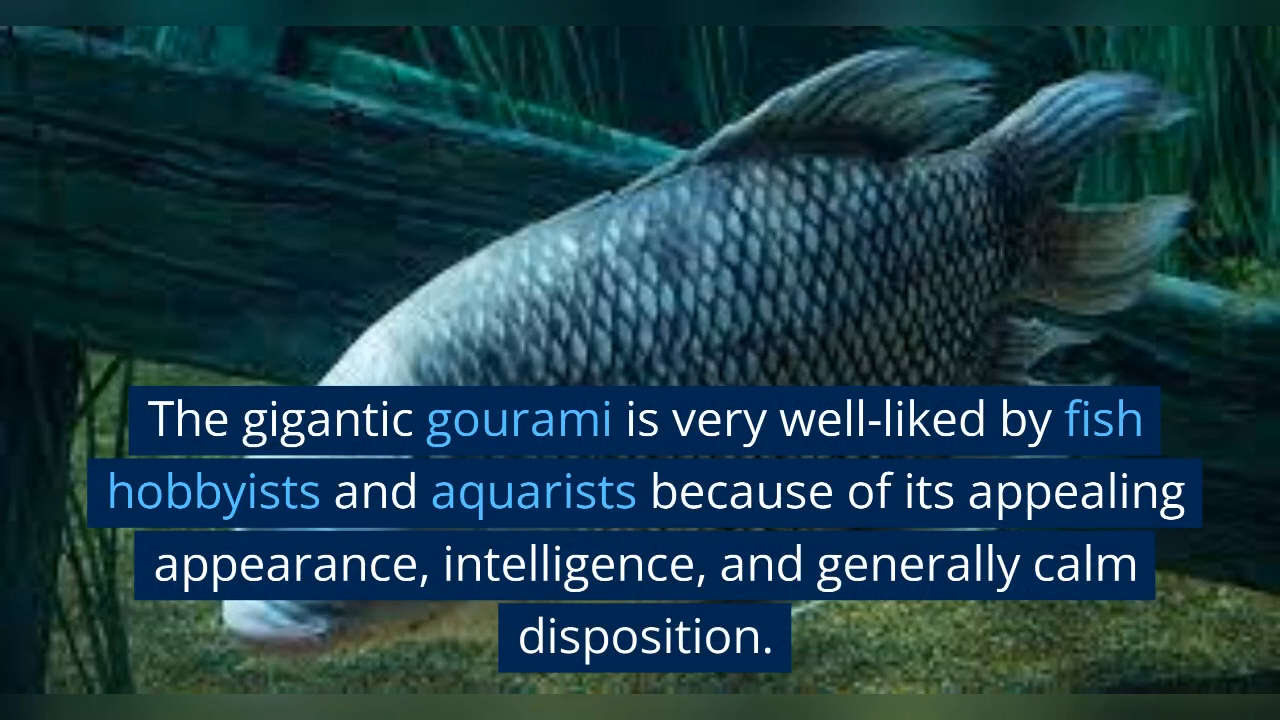 The gigantic gourami is very well-liked by fish
hobbyists and aquarists because of its appealing
appearance, intelligence, and generally calm
disposition.